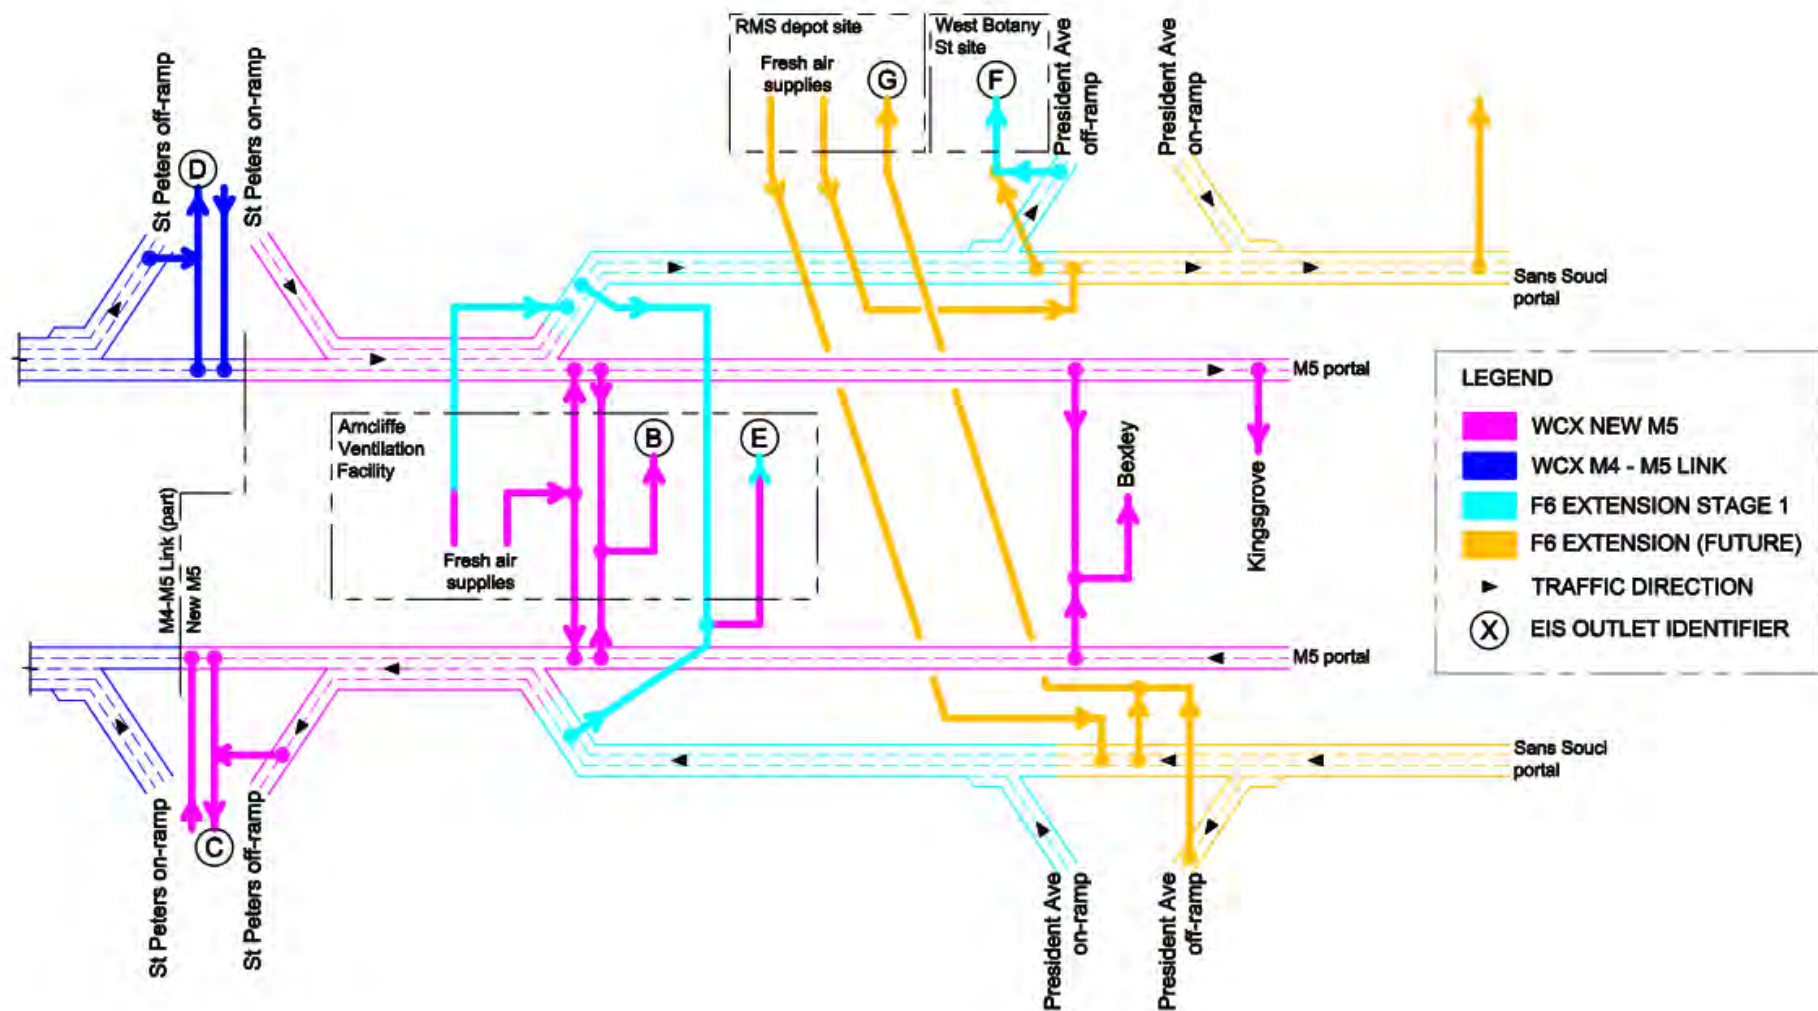 RMS depot site
Fresh air
supplies
G
West Botany
St site
F
President Ave
off-ramp
President Ave
on-ramp
St Peters off-ramp
D
St Peters on-ramp
Sans Souci
portal
M5 portal
Arncliffe
Ventilation
Facility
B
E
Fresh air
supplies
Bexley
Kingsgrove
M4-M5 Link (part)
New M5
M5 portal
Sans Souci
portal
St Peters on-ramp
C
St Peters off-ramp
President Ave
on-ramp
President Ave
off-ramp
LEGEND
WCX NEW M5
WCX M4 - M5 LINK
F6 EXTENSION STAGE 1
F6 EXTENSION (FUTURE)
TRAFFIC DIRECTION
X EIS OUTLET IDENTIFIER